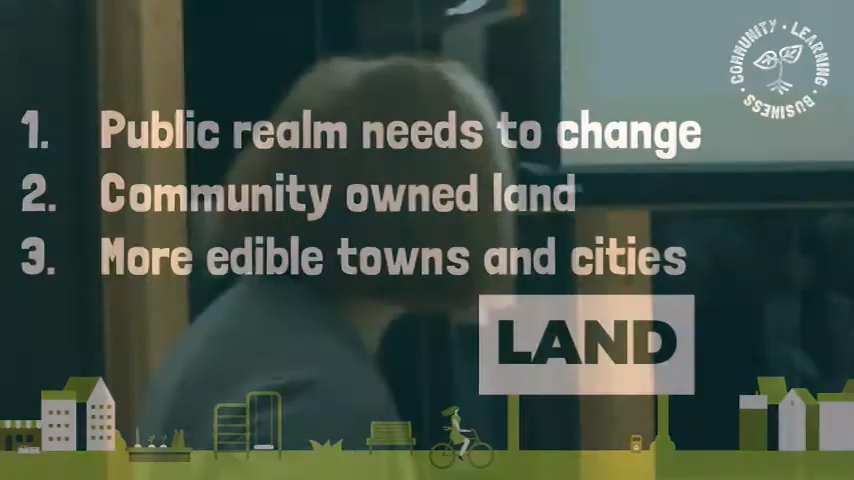 COMMUNITY · LEARNING · BUSINESS ·
1. Public realm needs to change
2. Community owned land
3. More edible towns and cities
LAND